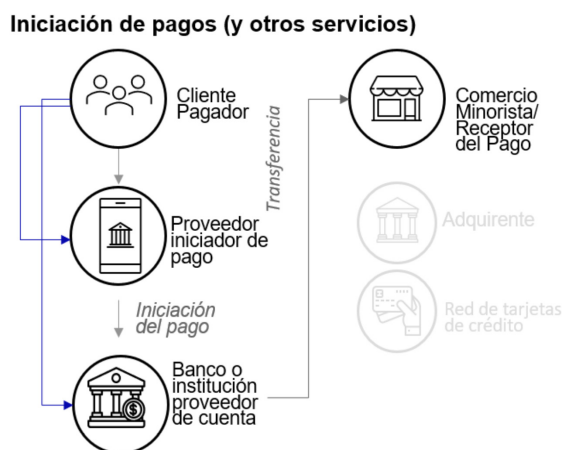 Iniciación de pagos (y otros servicios)
Cliente
Pagador
Transferencia
Comercio
Minorista/
Receptor
del Pago
Proveedor
iniciador de
pago
Adquirente
Iniciación
del pago
Red de tarjetas
de crédito
Banco o
institución
proveedor
de cuenta
$